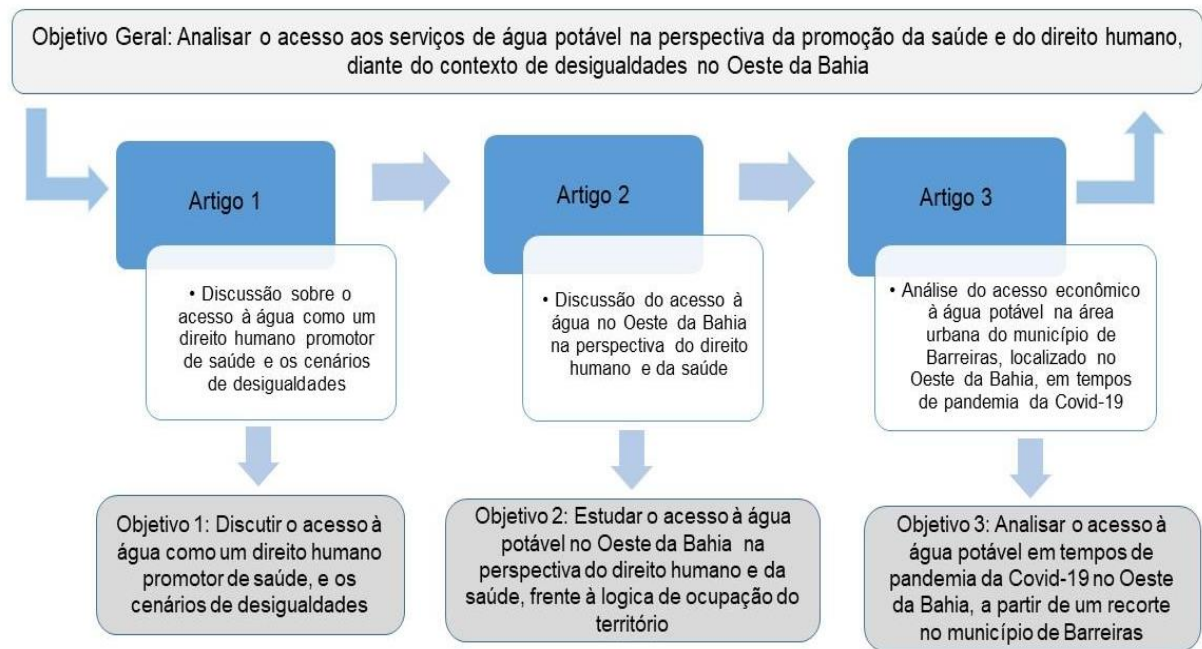 Objetivo Geral: Analisar o acesso aos serviços de água potável na perspectiva da promoção da saúde e do direito humano,
diante do contexto de desigualdades no Oeste da Bahia
Artigo 1
• Discussão sobre o
acesso à água como um
direito humano promotor
de saúde e os cenários
de desigualdades
Objetivo 1: Discutir o acesso à
água como um direito humano
promotor de saúde, e os
cenários de desigualdades
Artigo 2
• Discussão do acesso à
água no Oeste da Bahia
na perspectiva do direito
humano e da saúde
Objetivo 2: Estudar o acesso à água
potável no Oeste da Bahia na
perspectiva do direito humano e da
saúde, frente à logica de ocupação do
território
Artigo 3
• Análise do acesso econômico
à água potável na área
urbana do município de
Barreiras, localizado no
Oeste da Bahia, em tempos
de pandemia da Covid-19
Objetivo 3: Analisar o acesso à
água potável em tempos de
pandemia da Covid-19 no Oeste
da Bahia, a partir de um recorte
no município de Barreiras